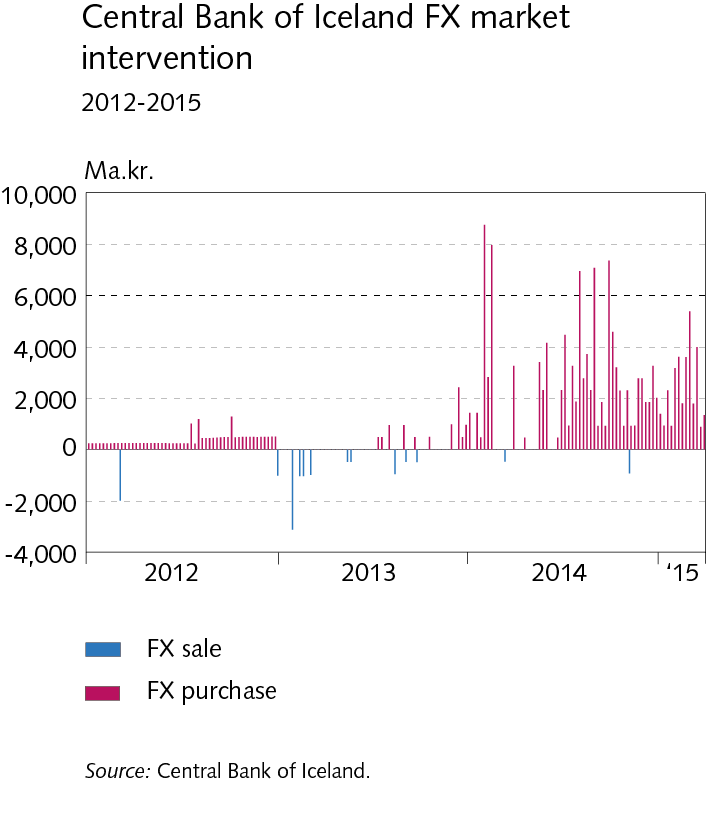 Central Bank of Iceland FX market
intervention
2012-2015
Ma.kr.
10,000
8,000
6,000
4,000
2,000
0
-2,000
-4,000
2012 2013 2014 ‘15
FX sale
FX purchase
Source: Central Bank of Iceland.